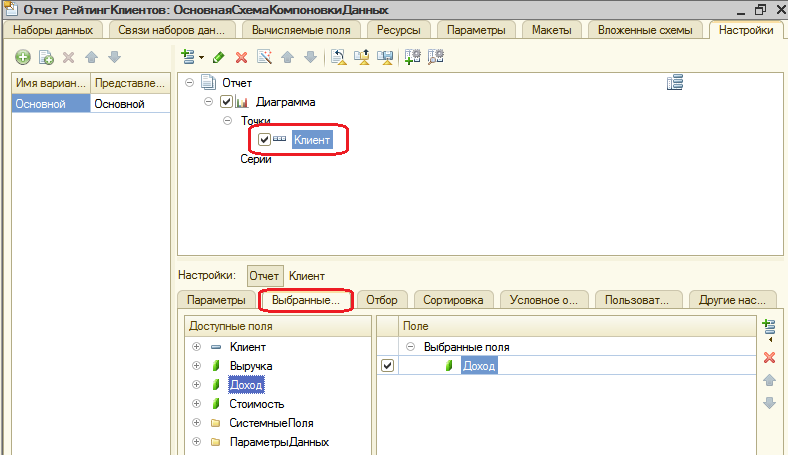 Отчет РейтингКлиентов: ОсновнаяСхемаКомпоновкиДанных
Наборы данных Связи наборов дан... Вычисляемые поля Ресурсы Параметры Макеты Вложенные схемы Настройки
Имя вариан... Представле...
Основной Основной
Отчет
Диаграмма
Точки
Клиент
Серии
Настройки: Отчет Клиент
Параметры Выбранные... Отбор Сортировка Условное о... Пользоват... Другие нас...
Доступные поля Поле
Клиент Выбранные поля
Выручка Доход
Доход
Стоимость
СистемныеПоля
ПараметрыДанных